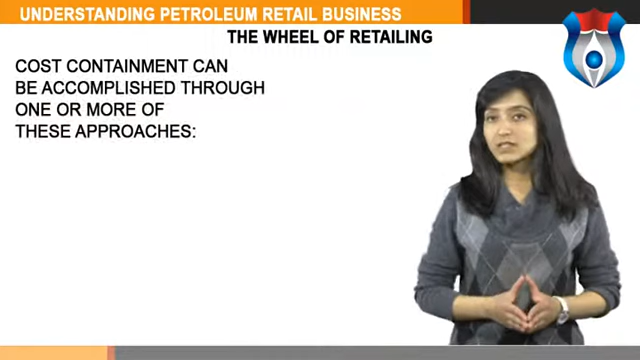 UNDERSTANDING PETROLEUM RETAIL BUSINESS
THE WHEEL OF RETAILING
COST CONTAINMENT CAN
BE ACCOMPLISHED THROUGH
ONE OR MORE OF
THESE APPROACHES: